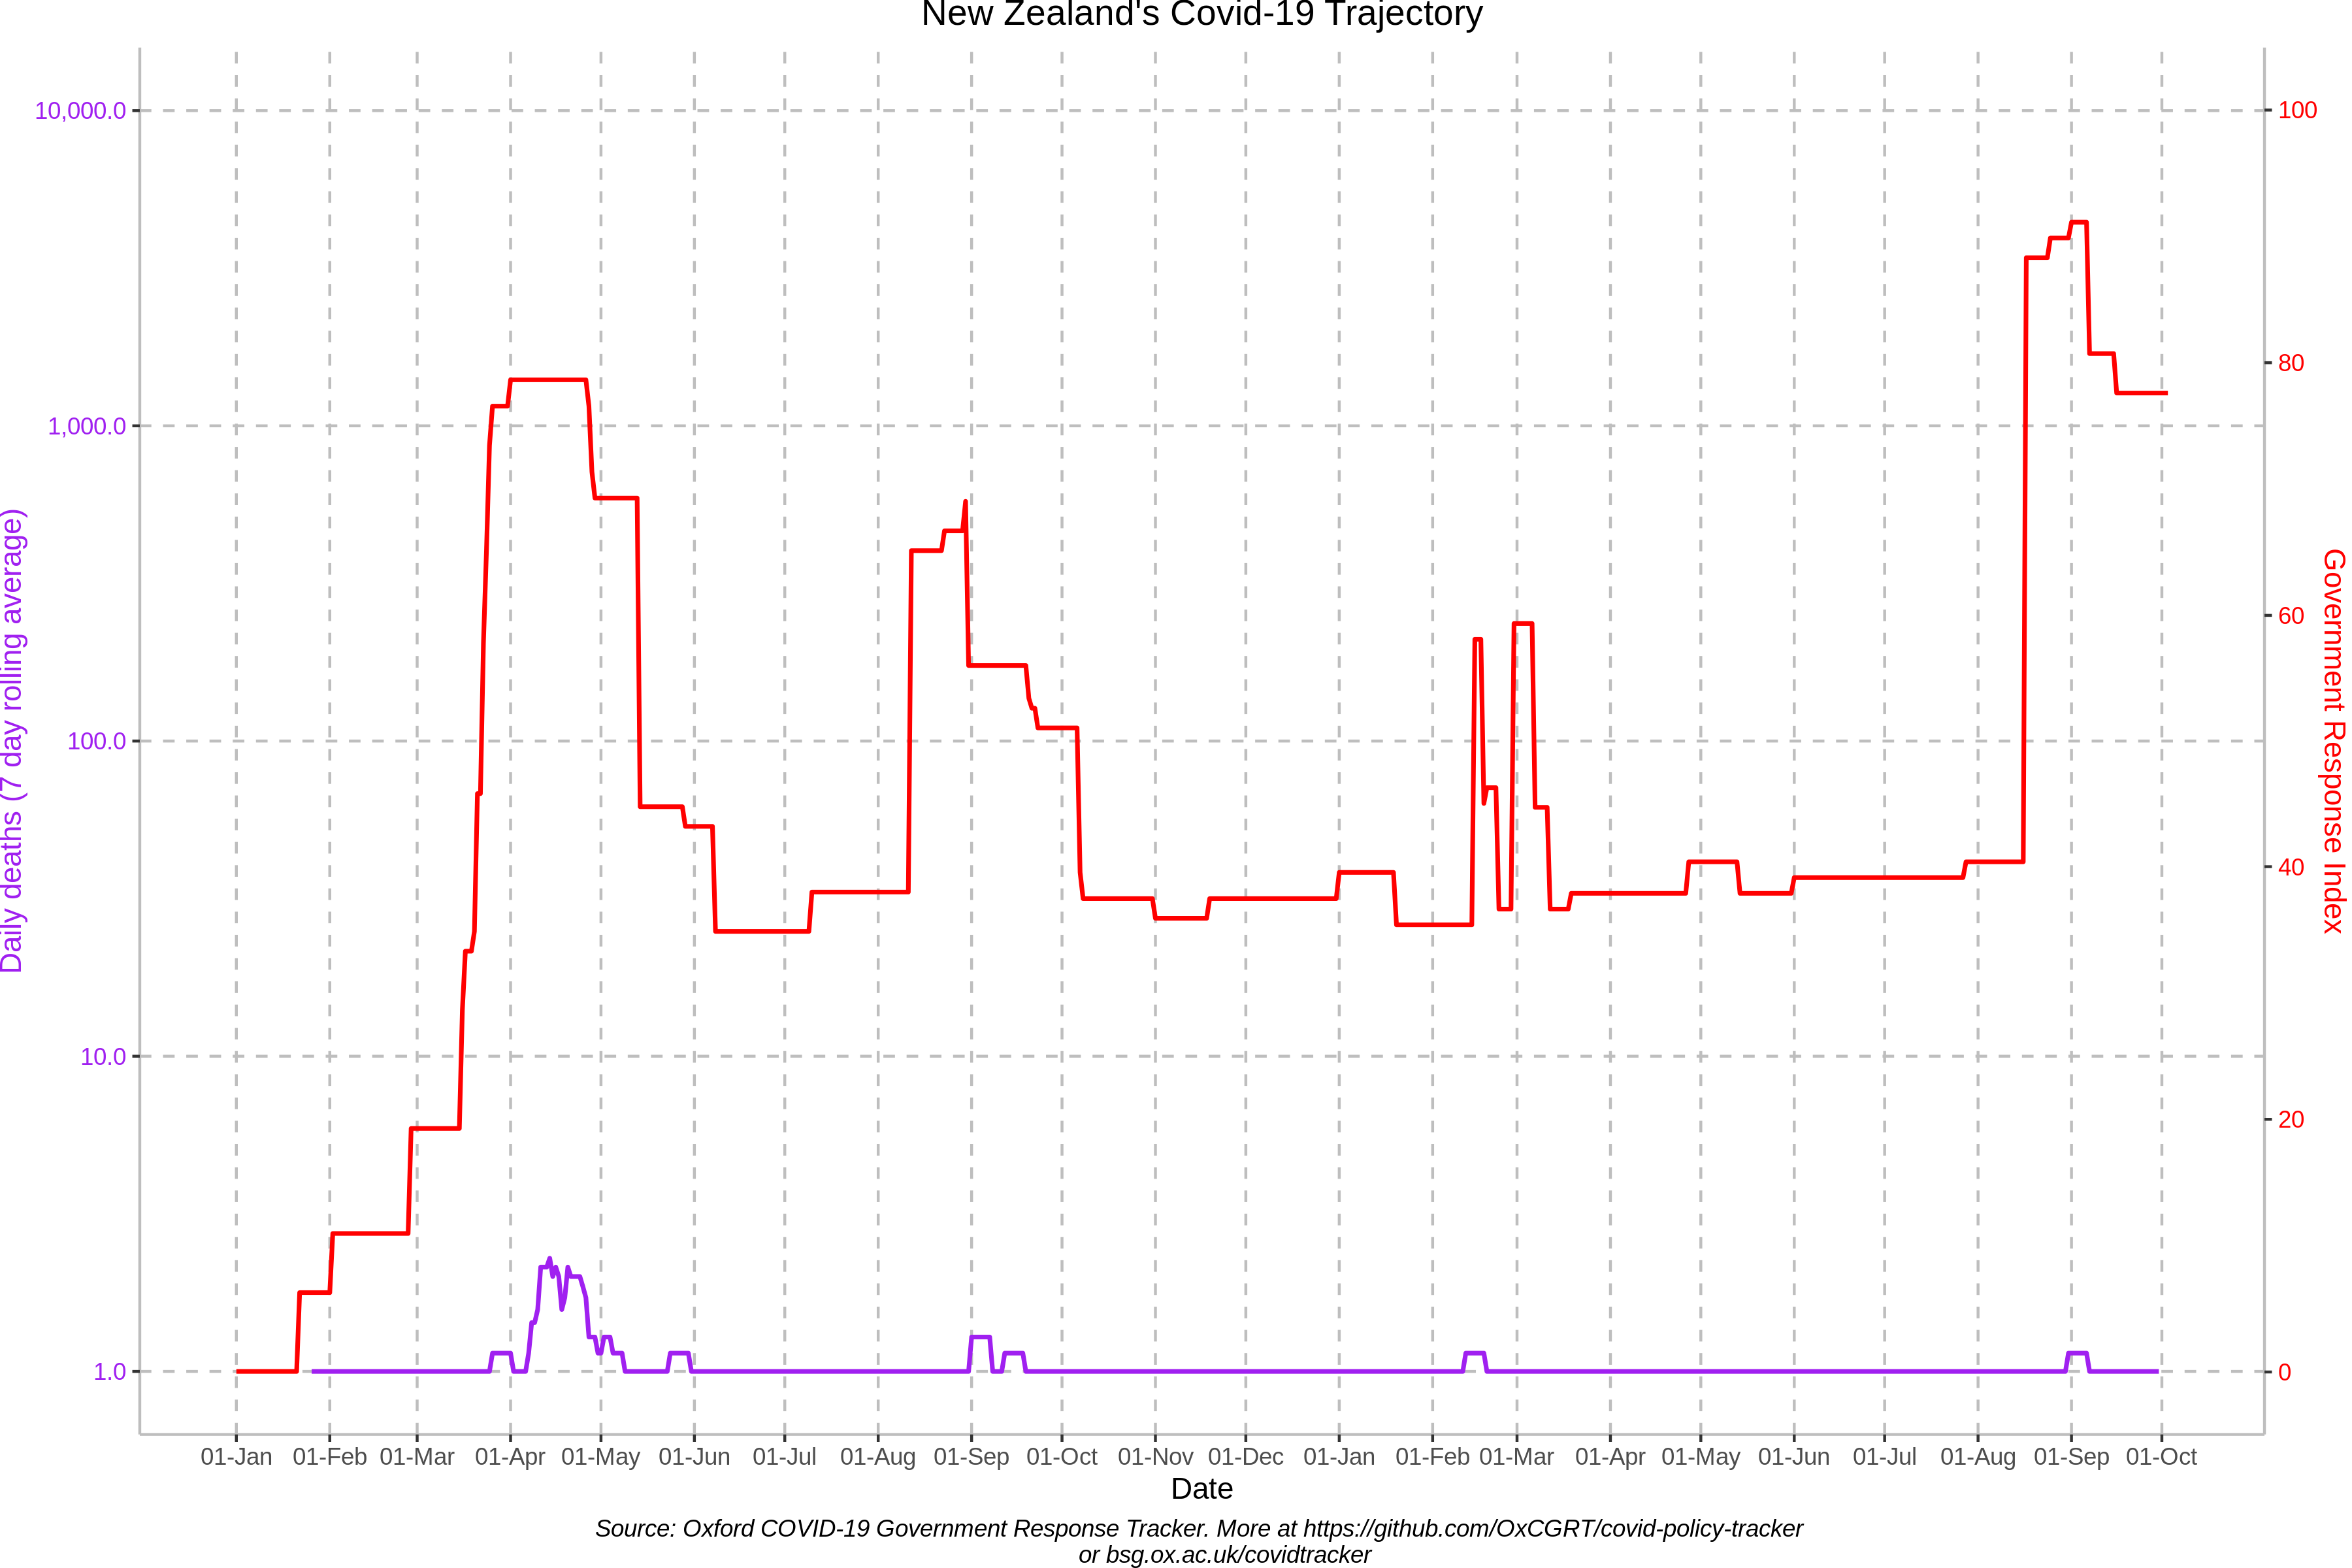 New Zealand's Covid-19 Trajectory
10,000.0
1,000.0
100.0
10.0
1.0
Daily deaths (7 day rolling average)
100
80
60
40
20
0
Government Response Index
01-Jan 01-Feb 01-Mar 01-Apr 01-May 01-Jun 01-Jul 01-Aug 01-Sep 01-Oct 01-Nov 01-Dec 01-Jan 01-Feb 01-Mar 01-Apr 01-May 01-Jun 01-Jul 01-Aug 01-Sep 01-Oct
Date
Source: Oxford COVID-19 Government Response Tracker. More at https://github.com/OxCGRT/covid-policy-tracker
or bsg.ox.ac.uk/covidtracker